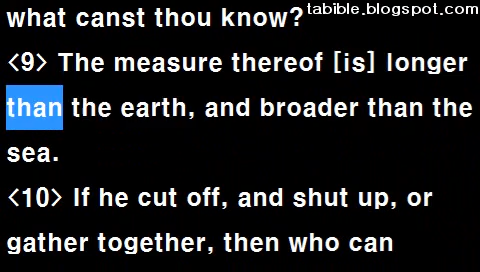 tabible.blogspot.com
what canst thou know?
<9> The measure thereof [is] longer
than the earth, and broader than the
sea.
<10> If he cut off, and shut up, or
gather together, then who can